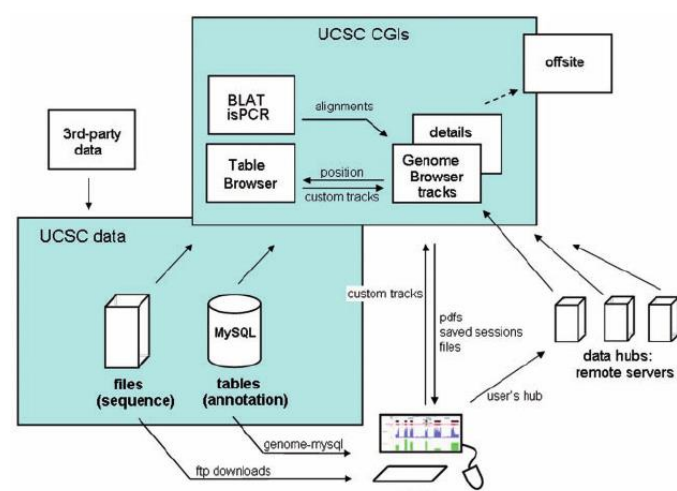 UCSC CGIs
offsite
BLAT
isPCR
alignments
details
3rd-party
data
Table
Browser
position
custom tracks
Genome
Browser
tracks
UCSC data
MySQL
files
(sequence)
tables
(annotation)
custom tracks
pdfs
saved sessions
files
data hubs:
remote servers
user's hub
genome-mysql
ftp downloads